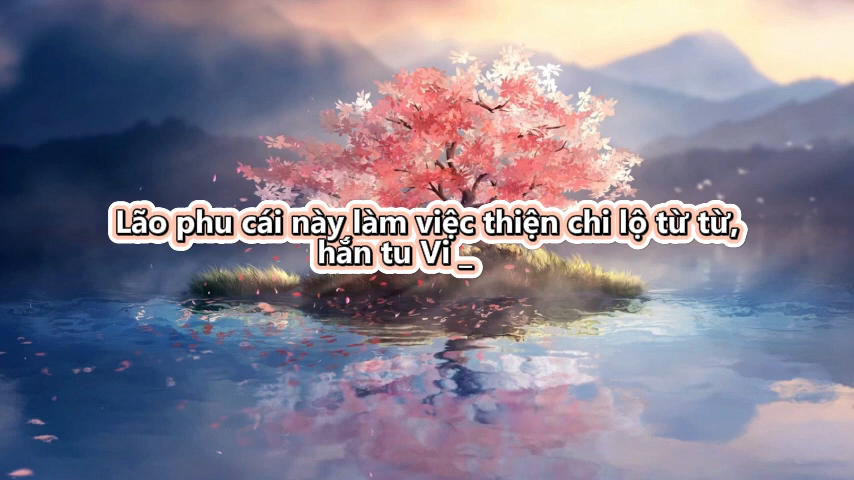 Lão phu cái này làm việc thiện chi lộ từ từ,
hắn tu Vi _